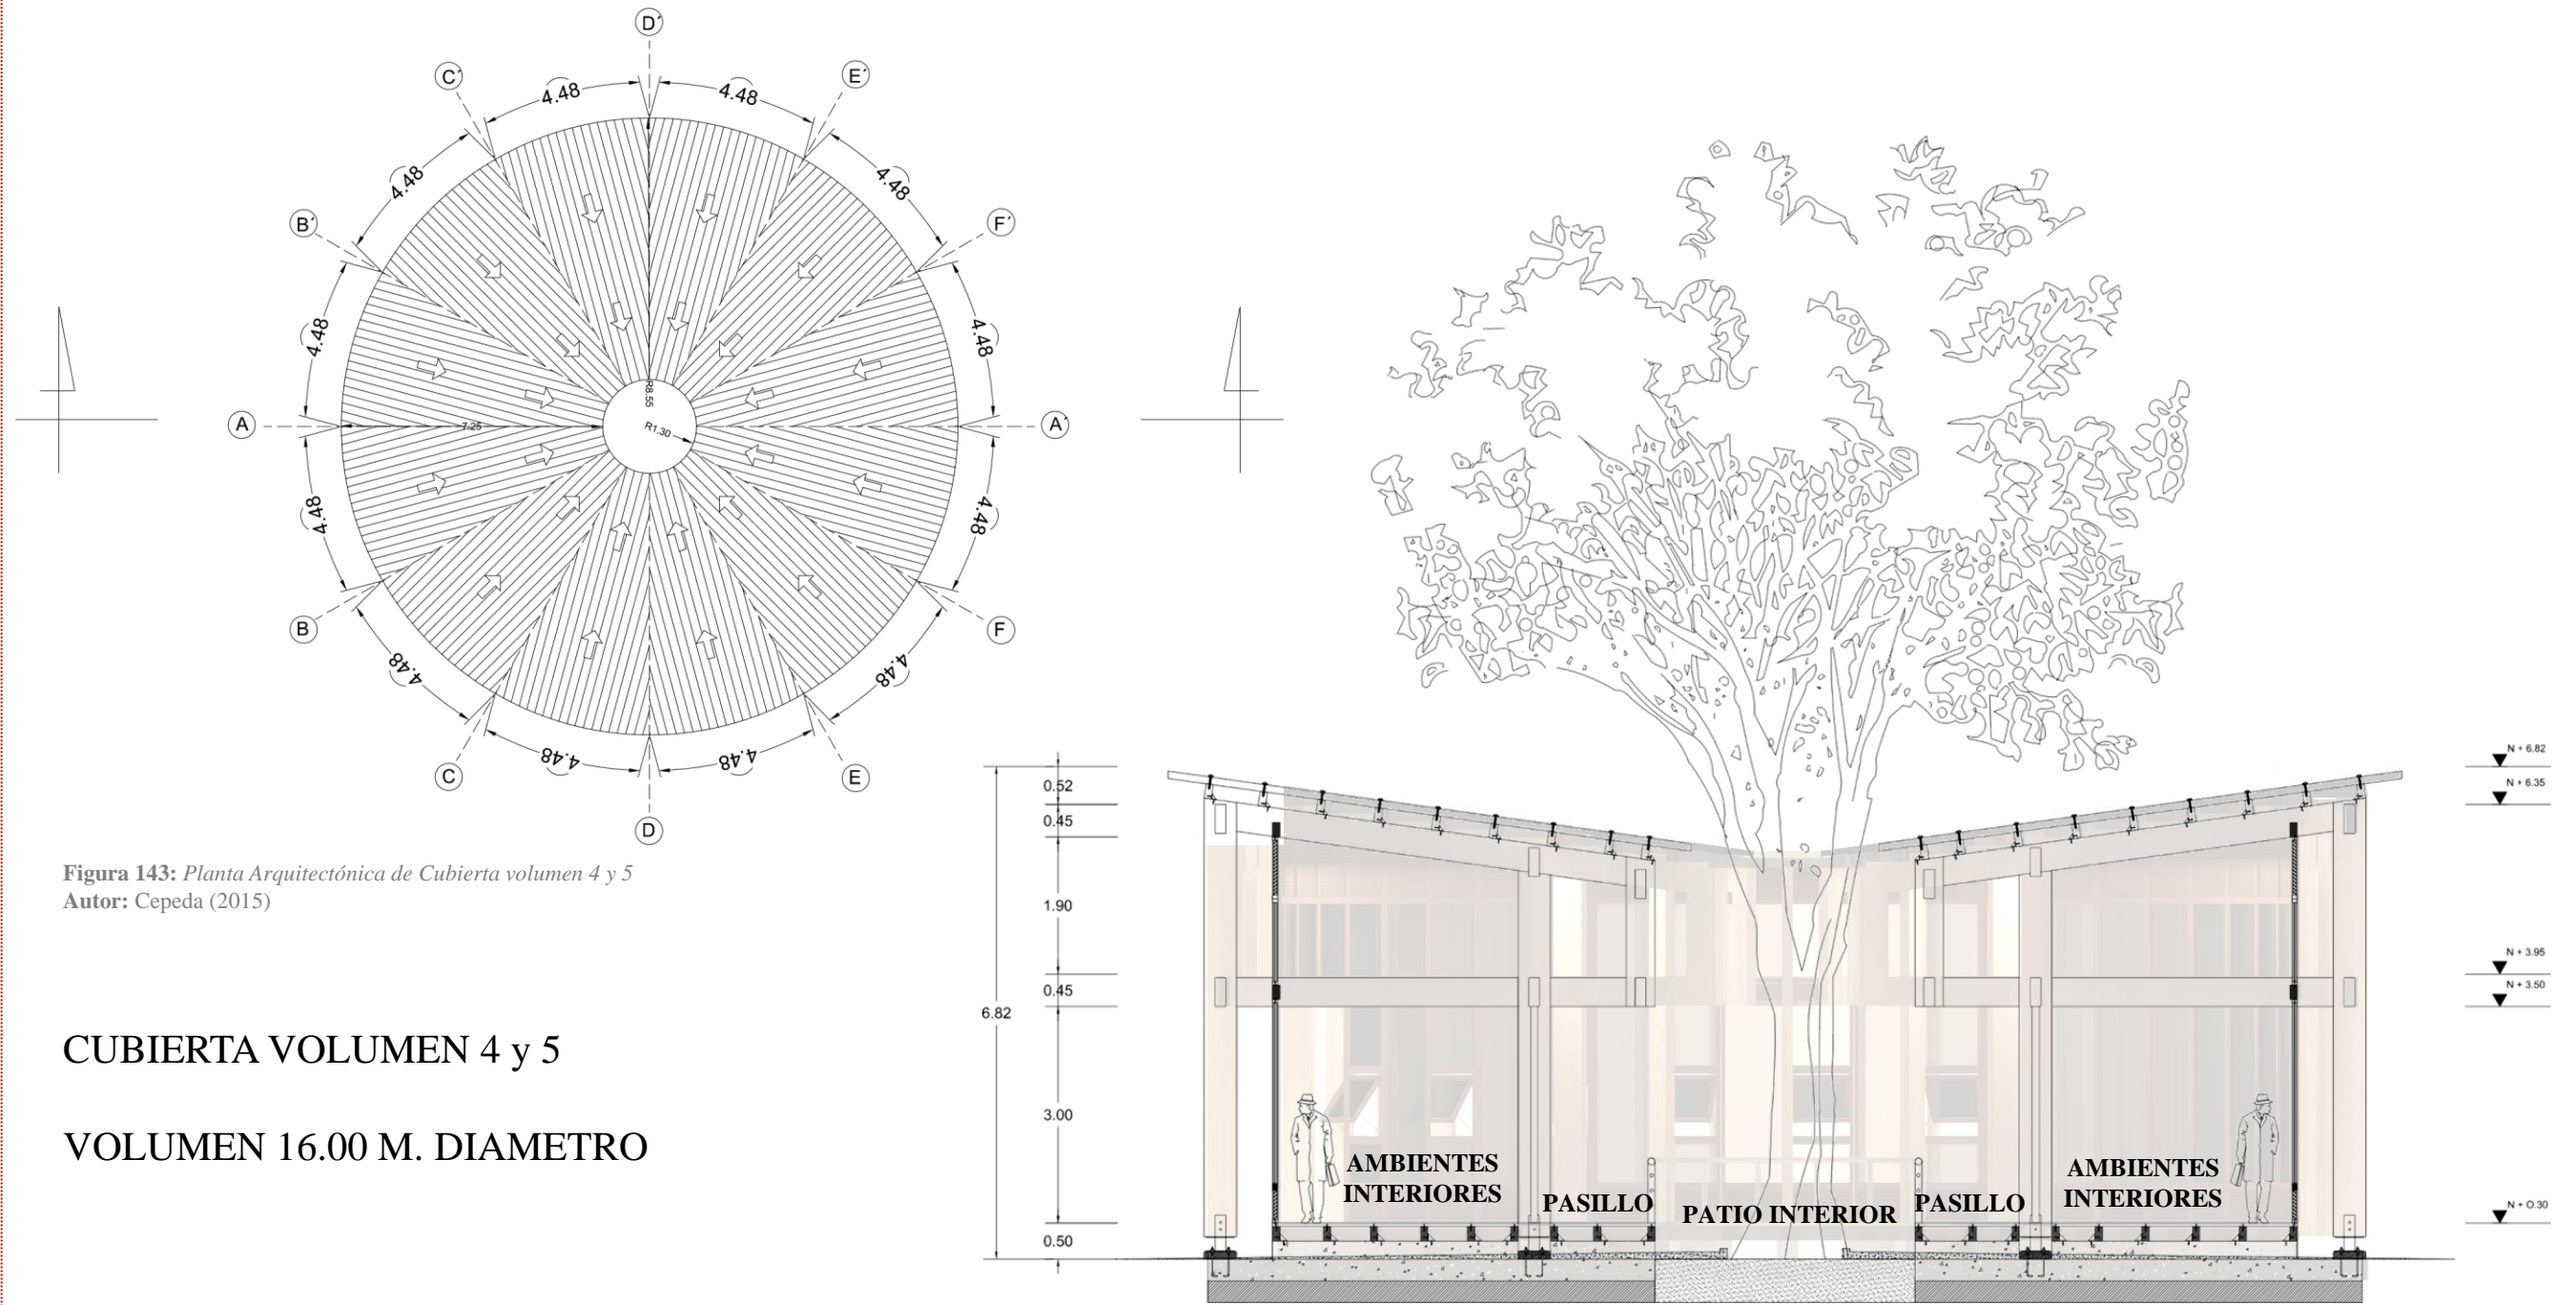 D´
C´
E´
4.48
4.48
4.48
4.48
B´
F´
4.48
4.48
R8.55
A
7.25
R1.30
A´
4.48
4.48
B
F
4.48
4.48
4.48
4.48
C
E
D
Figura 143: Planta Arquitectónica de Cubierta volumen 4 y 5
Autor: Cepeda (2015)
CUBIERTA VOLUMEN 4 y 5
VOLUMEN 16.00 M. DIAMETRO
6.82
0.52
0.45
1.90
0.45
3.00
0.50
AMBIENTES
INTERIORES
PASILLO
PATIO INTERIOR
PASILLO
AMBIENTES
INTERIORES
N + 6.82
N + 6.35
N + 3.95
N + 3.50
N + 0.30